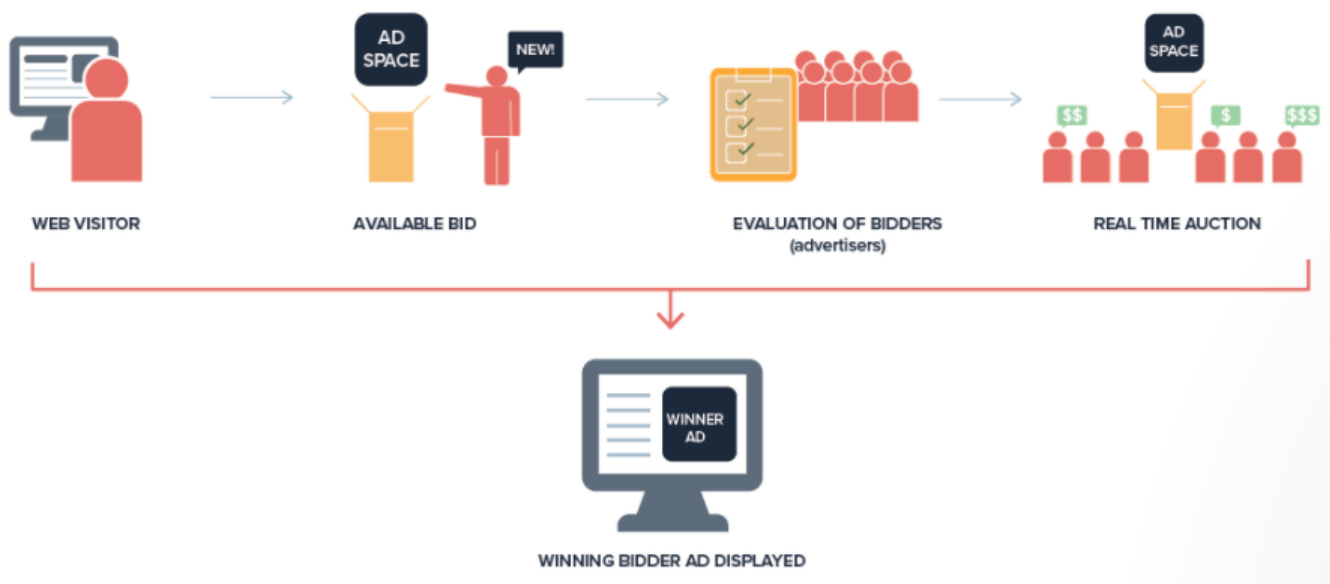 AD
SPACE
NEW!
AD
SPACE
$$
$
$$$
WEB VISITOR
AVAILABLE BID
EVALUATION OF BIDDERS
(advertisers)
REAL TIME AUCTION
WINNER
AD
WINNING BIDDER AD DISPLAYED